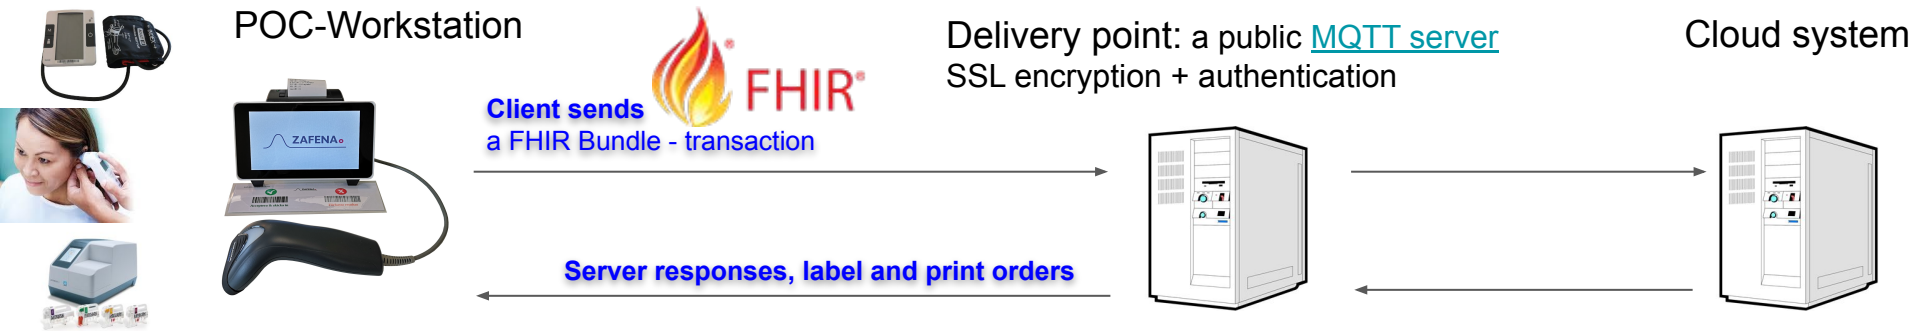 POC-Workstation
Delivery point: a public MQTT server
SSL encryption + authentication
Cloud system
FHIR®
Client sends
a FHIR Bundle - transaction
ZAFENA
Server responses, label and print orders